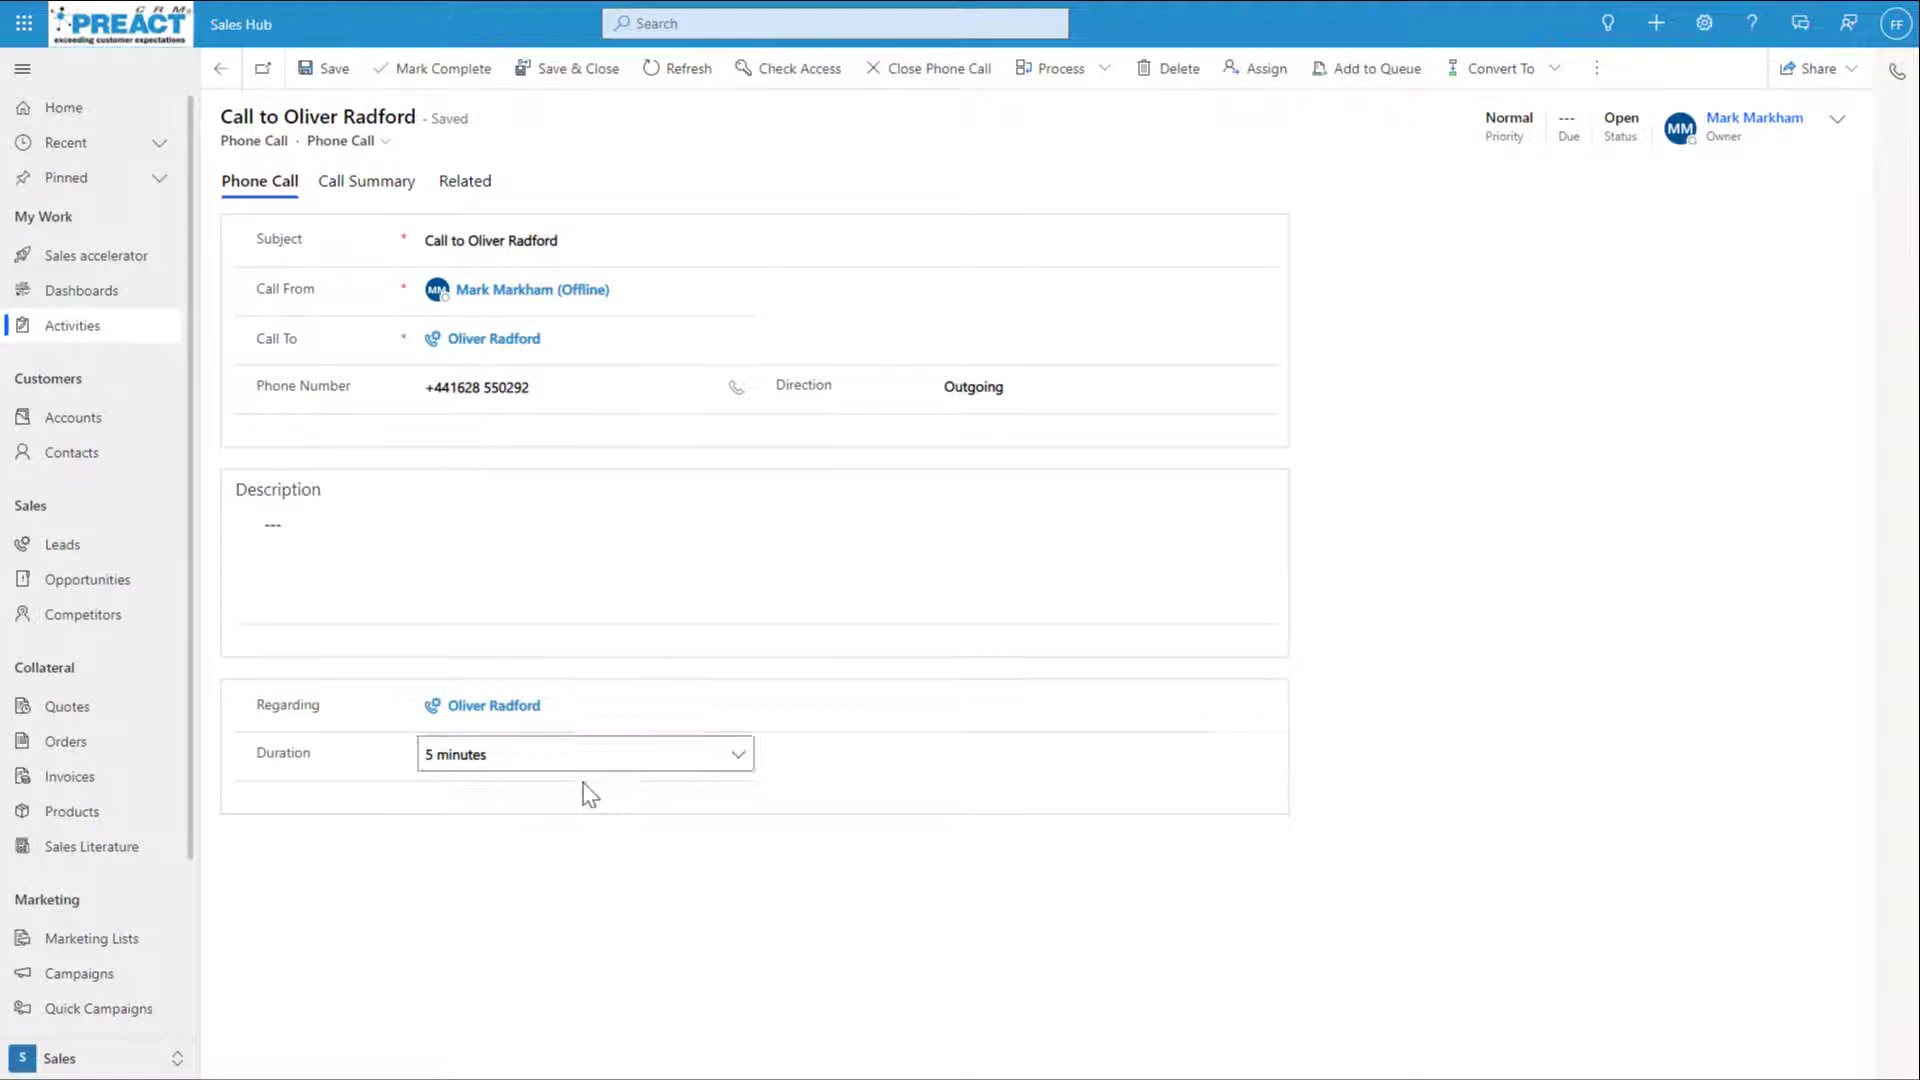 CRM
PREACT
exceeding customer expectations
Sales Hub
Search
FF
Save
Mark Complete
Save & Close
Refresh
Check Access
Close Phone Call
Process
Delete
Assign
Add to Queue
Convert To
Share
Home
Recent
Pinned
My Work
Sales accelerator
Dashboards
Activities
Customers
Accounts
Contacts
Sales
Leads
Opportunities
Competitors
Collateral
Quotes
Orders
Invoices
Products
Sales Literature
Marketing
Marketing Lists
Campaigns
Quick Campaigns
S Sales
Call to Oliver Radford - Saved
Phone Call · Phone Call
Normal
Priority
---
Due
Open
Status
MM
Mark Markham
Owner
Phone Call Call Summary Related
Subject * Call to Oliver Radford
Call From * MM Mark Markham (Offline)
Call To * Oliver Radford
Phone Number +441628 550292 Direction Outgoing
Description
---
Regarding Oliver Radford
Duration 5 minutes